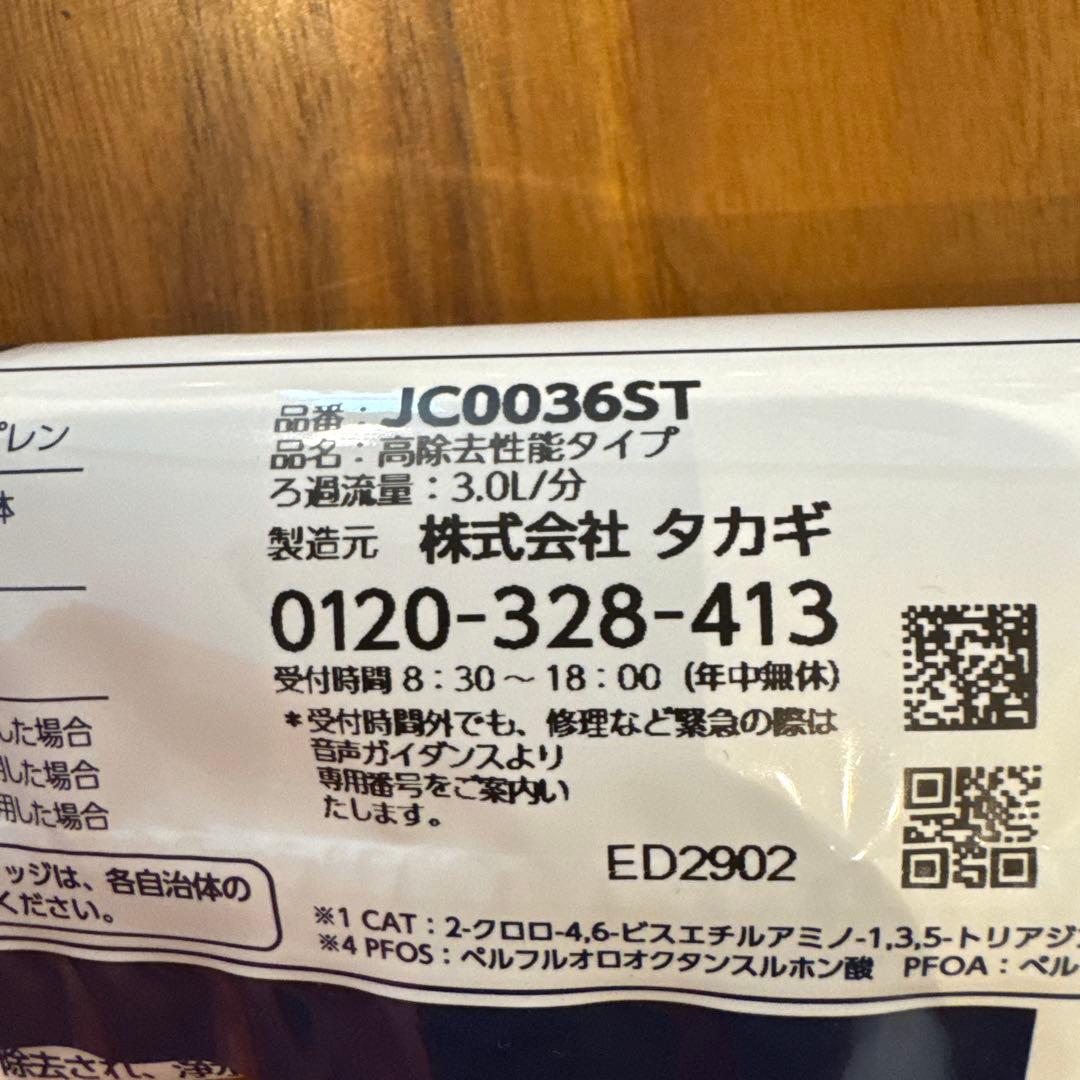 プレン
体
した場合
用した場合
用した場合
ッジは、各自治体の
ください。
品番：JC0036ST
品名：高除去性能タイプ
ろ過流量：3.0L/分
製造元 株式会社 タカギ
0120-328-413
受付時間 8：30～18：00（年中無休）
＊受付時間外でも、修理など緊急の際は
音声ガイダンスより
専用番号をご案内い
たします。
ED2902
※1 CAT：2-クロロ-4,6-ビスエチルアミノ-1,3,5-トリアジ
※4 PFOS：ペルフルオロオクタンスルホン酸 PFOA：ペル
除去され、浄水